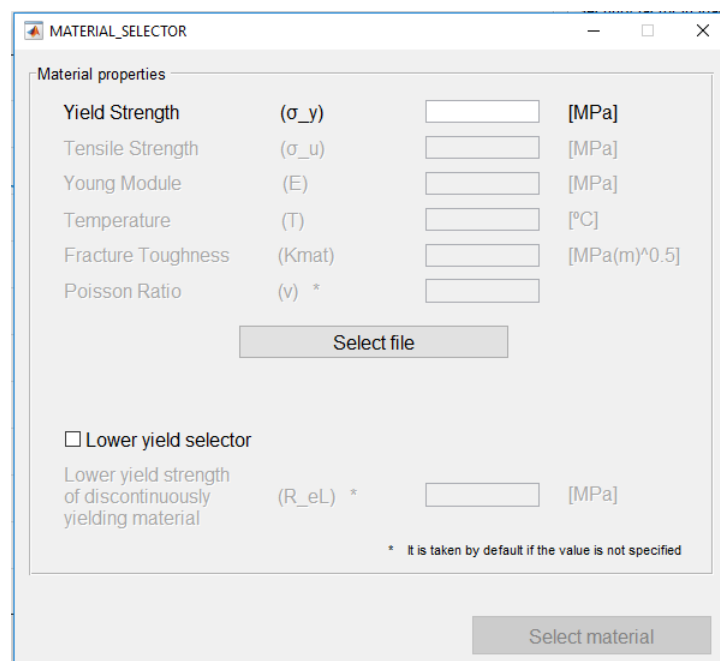 MATERIAL_SELECTOR
Material properties
Yield Strength (σ_y) [MPa]
Tensile Strength (σ_u) [MPa]
Young Module (E) [MPa]
Temperature (T) [ºC]
Fracture Toughness (Kmat) [MPa(m)^0.5]
Poisson Ratio (v) *
Select file
Lower yield selector
Lower yield strength
of discontinuously (R_eL) * [MPa]
yielding material
* It is taken by default if the value is not specified
Select material